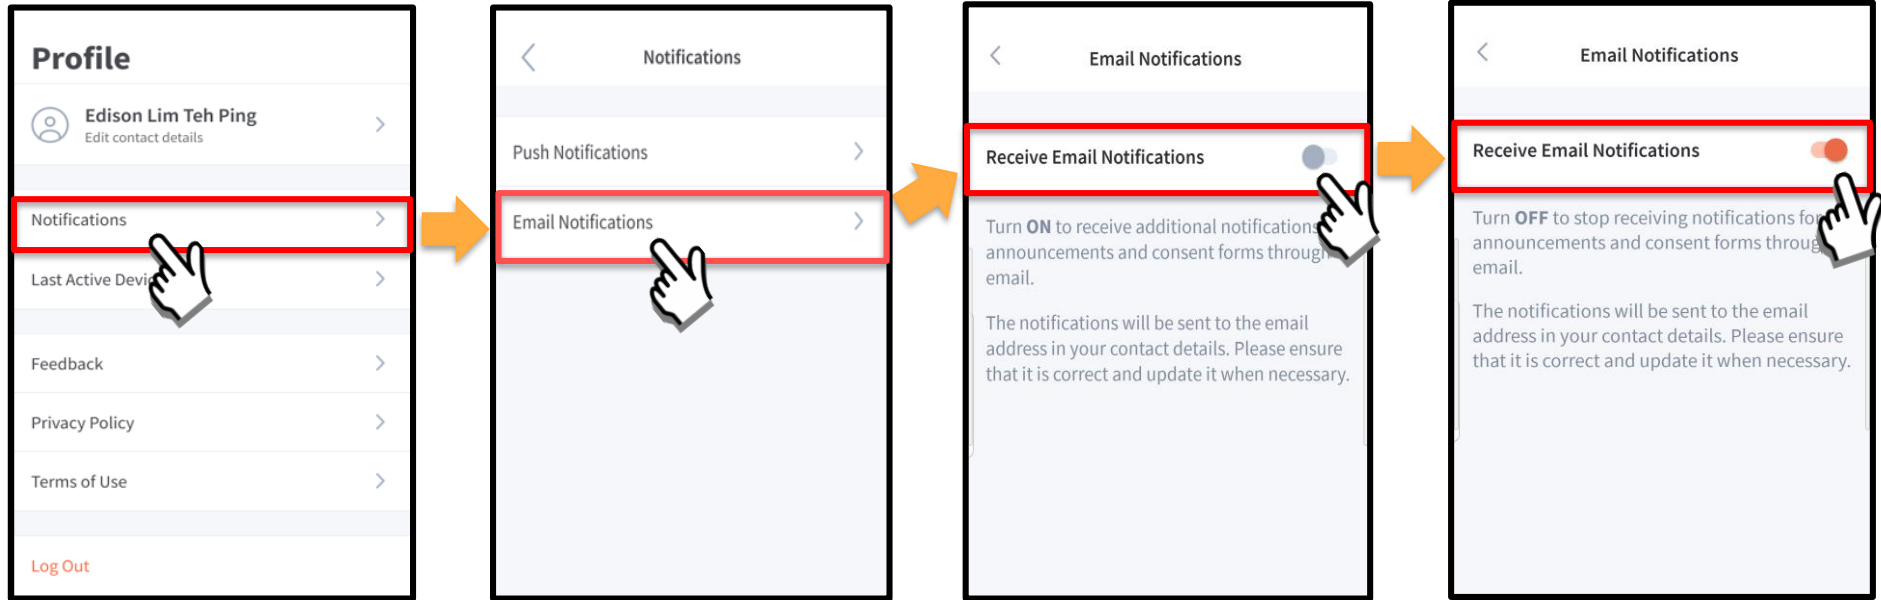 Profile
Edison Lim Teh Ping
Edit contact details
Notifications
Last Active
Feedback
Privacy Policy
Terms of Use
Log Out
Notifications
Push Notifications
Email Notifications
Email Notifications
Receive Email Notifications
Turn ON to receive additional notifications
announcements and consent forms through
email.
The notifications will be sent to the email
address in your contact details. Please ensure
that it is correct and update it when necessary.
Email Notifications
Receive Email Notifications
Turn OFF to stop receiving notifications for
announcements and consent forms through
email.
The notifications will be sent to the email
address in your contact details. Please ensure
that it is correct and update it when necessary.